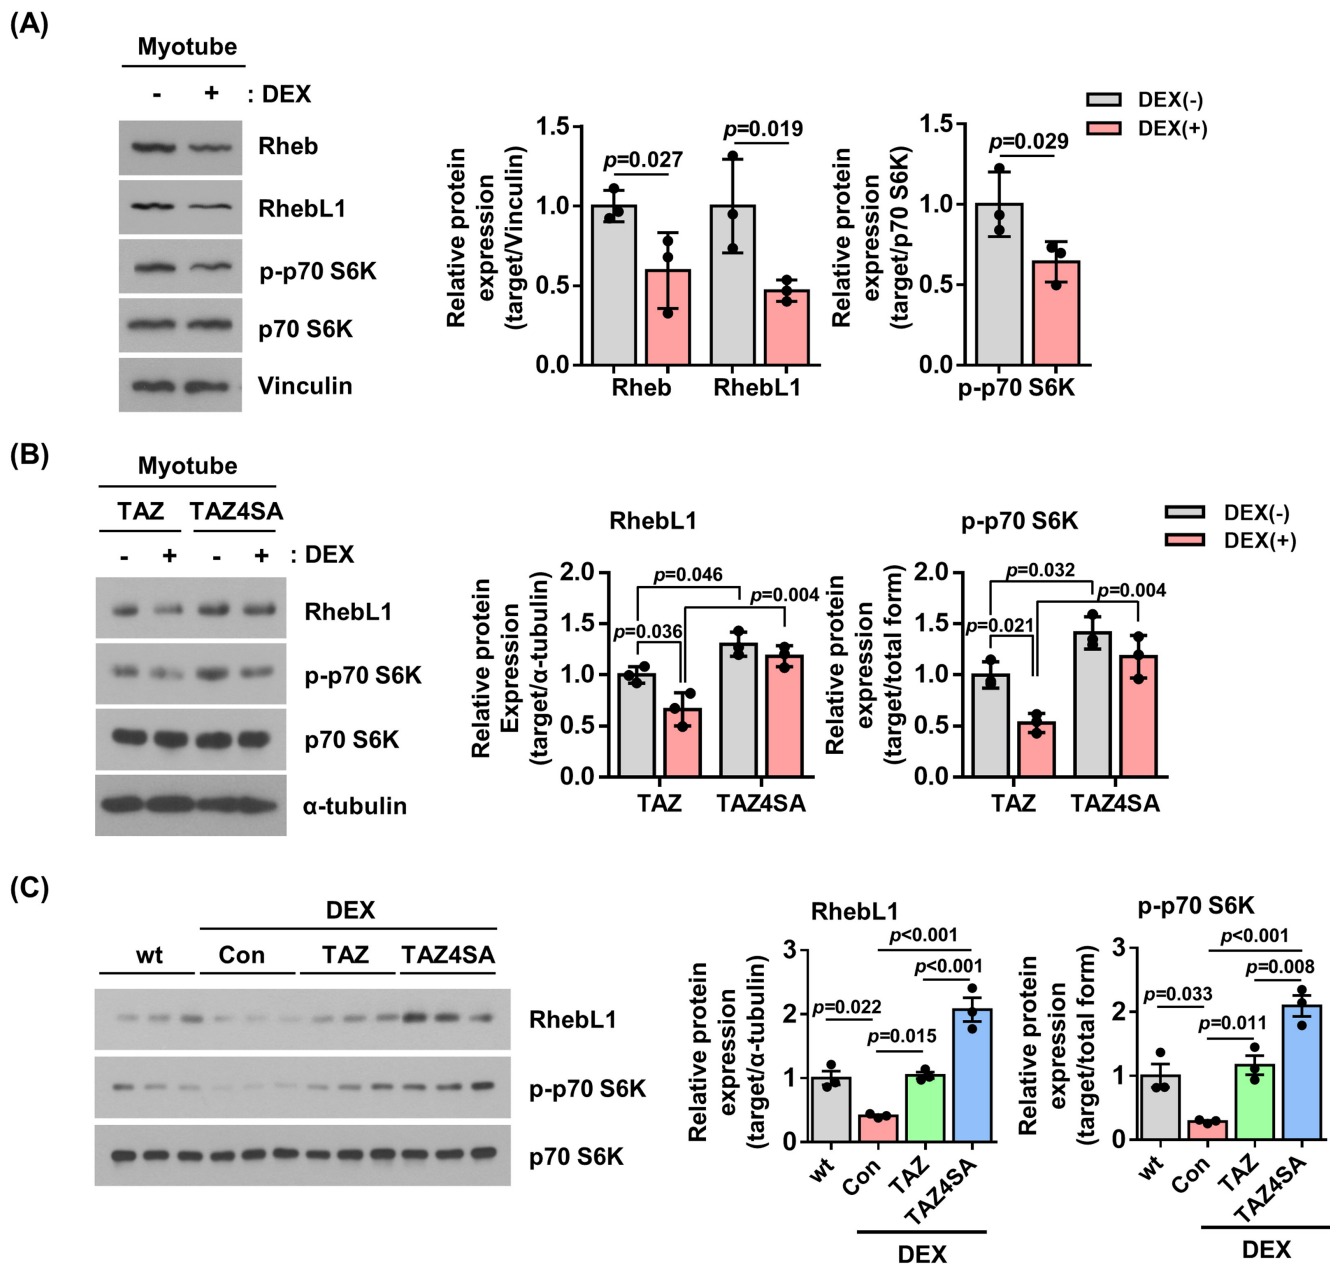 (A)
Myotube
- + : DEX
Rheb
RhebL1
p-p70 S6K
p70 S6K
Vinculin
Relative protein
expression
(target/Vinculin)
1.5
1.0
0.5
0.0
p=0.027
p=0.019
Rheb RhebL1
Relative protein
expression
(target/p70 S6K)
1.5
1.0
0.5
0.0
p=0.029
p-p70 S6K
DEX(-)
DEX(+)
(B)
Myotube
TAZ TAZ4SA
- + - + : DEX
RhebL1
p-p70 S6K
p70 S6K
α-tubulin
RhebL1
Relative protein
Expression
(target/α-tubulin)
2.0
1.5
1.0
0.5
0.0
p=0.046
p=0.004
p=0.036
TAZ TAZ4SA
p-p70 S6K
Relative protein
expression
(target/total form)
2.0
1.5
1.0
0.5
0.0
p=0.032
p=0.004
p=0.021
TAZ TAZ4SA
DEX(-)
DEX(+)
(C)
DEX
wt Con TAZ TAZ4SA
RhebL1
p-p70 S6K
p70 S6K
RhebL1
Relative protein
expression
(target/α-tubulin)
3
2
1
0
p<0.001
p<0.001
p=0.022
p=0.015
wt Con TAZ TAZ4SA
DEX
p-p70 S6K
Relative protein
expression
(target/total form)
3
2
1
0
p<0.001
p=0.008
p=0.033
p=0.011
wt Con TAZ TAZ4SA
DEX